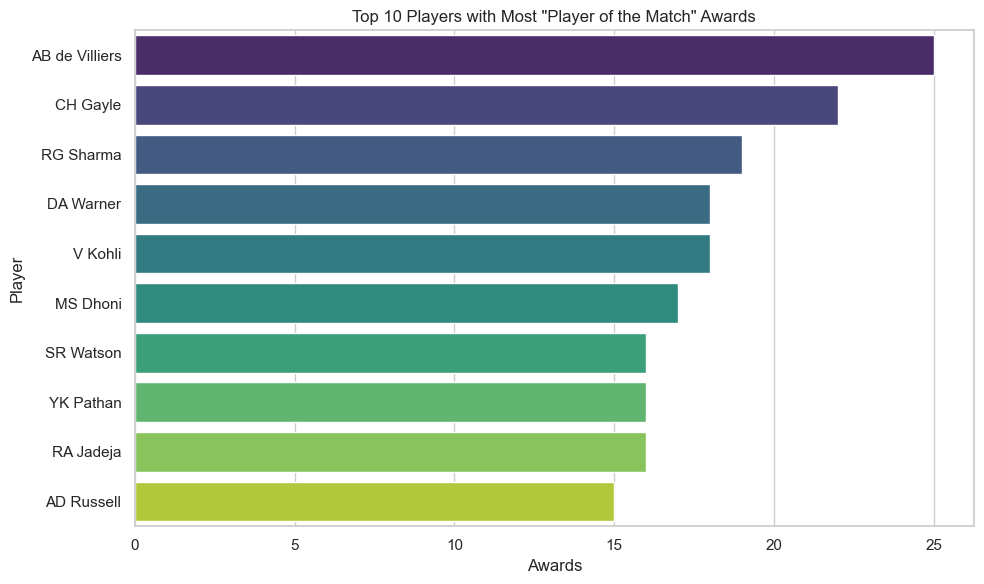 Top 10 Players with Most "Player of the Match" Awards
Player
AB de Villiers
CH Gayle
RG Sharma
DA Warner
V Kohli
MS Dhoni
SR Watson
YK Pathan
RA Jadeja
AD Russell
0 5 10 15 20 25
Awards